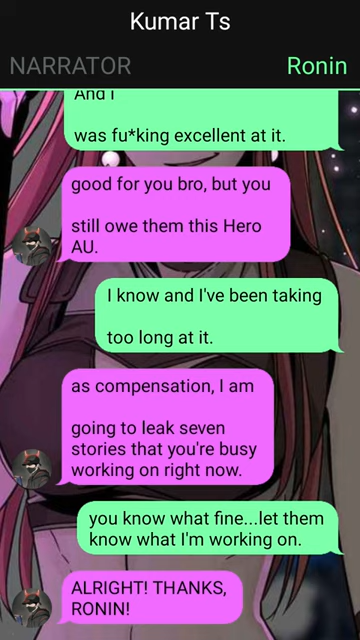 Kumar Ts
NARRATOR
Ronin
And I
was fu*king excellent at it.
good for you bro, but you
still owe them this Hero
AU.
I know and I've been taking
too long at it.
as compensation, I am
going to leak seven
stories that you're busy
working on right now.
you know what fine...let them
know what I'm working on.
ALRIGHT! THANKS,
RONIN!